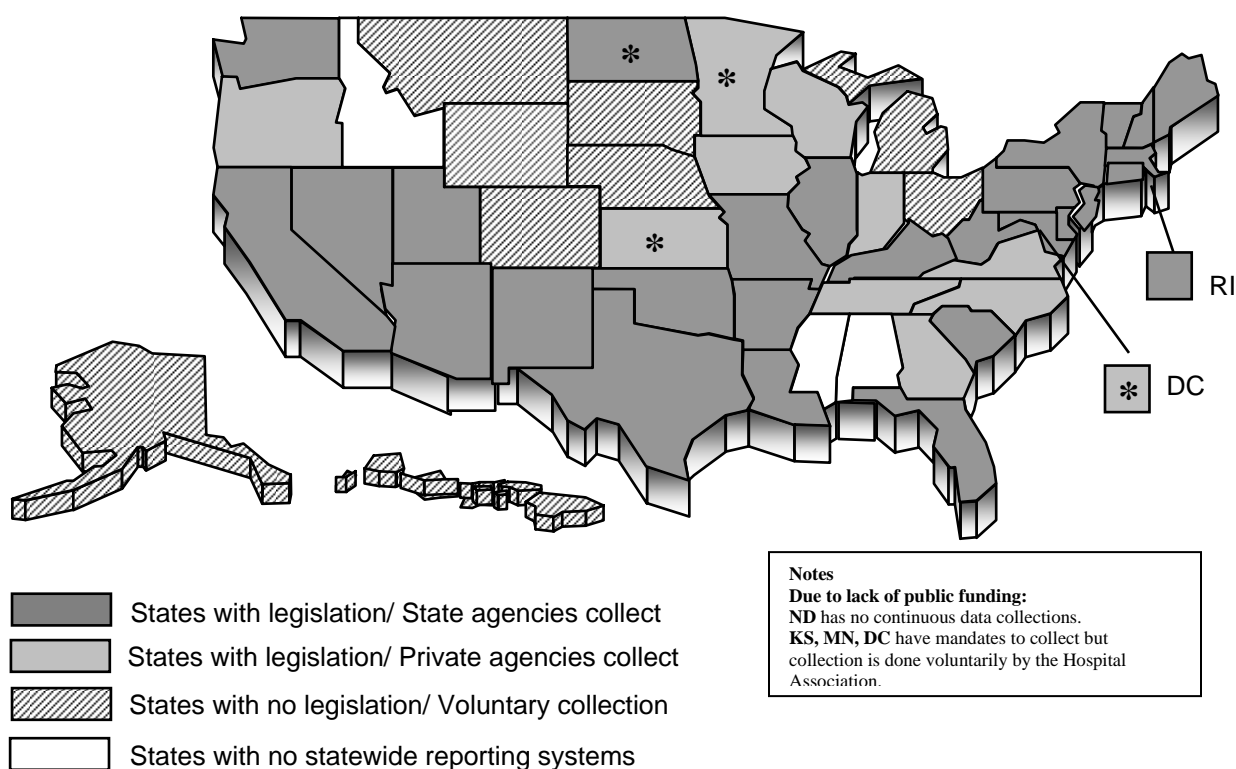 *
*
*
RI
* DC
Notes
Due to lack of public funding:
ND has no continuous data collections.
KS, MN, DC have mandates to collect but
collection is done voluntarily by the Hospital
Association.
States with legislation/ State agencies collect
States with legislation/ Private agencies collect
States with no legislation/ Voluntary collection
States with no statewide reporting systems